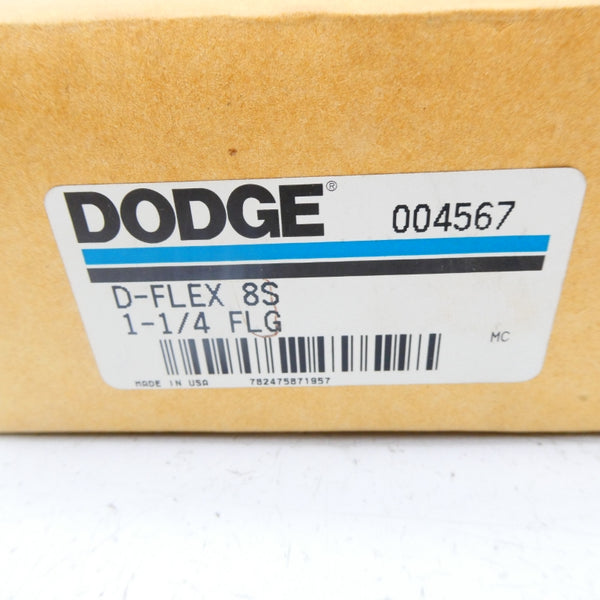 DODGE® 004567
D-FLEX 8S
1-1/4 FLG
MC
MADE IN USA 782475871957